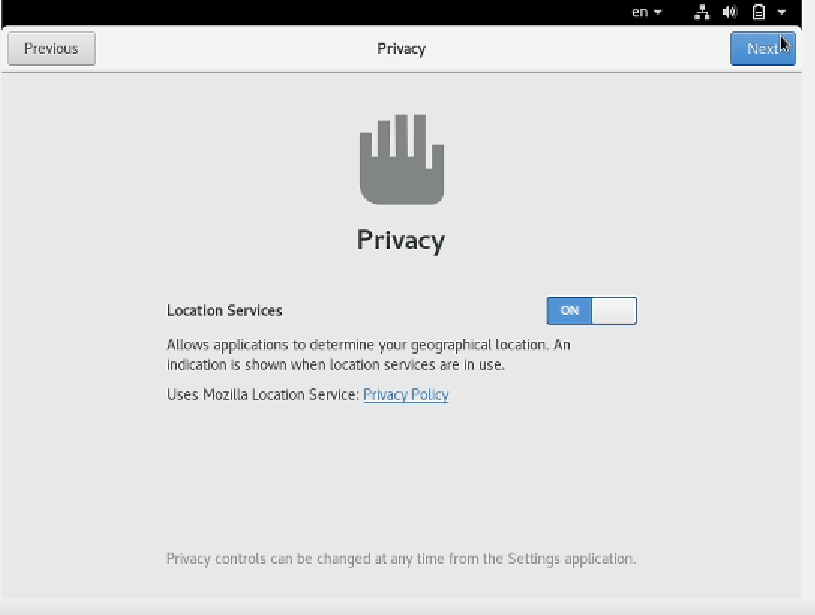 en
Previous
Privacy
Next
Privacy
Location Services
ON
Allows applications to determine your geographical location. An
indication is shown when location services are in use.
Uses Mozilla Location Service: Privacy Policy
Privacy controls can be changed at any time from the Settings application.